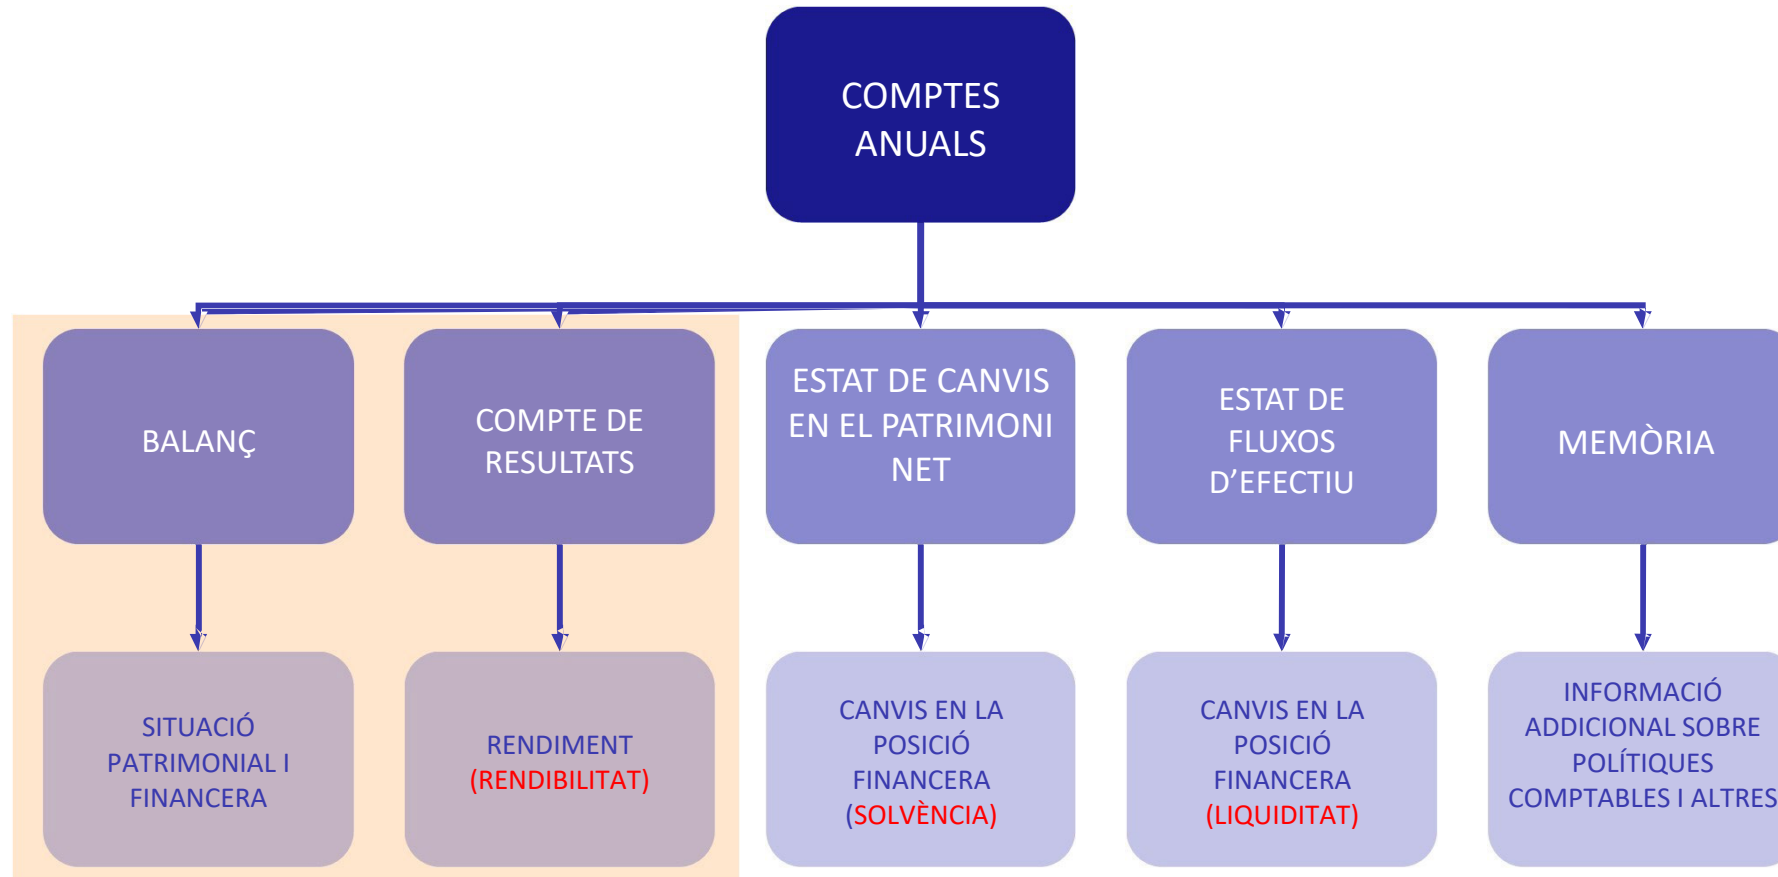 COMPTES
ANUALS
BALANÇ
COMPTE DE
RESULTATS
ESTAT DE CANVIS
EN EL PATRIMONI
NET
ESTAT DE
FLUXOS
D’EFECTIU
MEMÒRIA
SITUACIÓ
PATRIMONIAL I
FINANCERA
RENDIMENT
(RENDIBILITAT)
CANVIS EN LA
POSICIÓ
FINANCERA
(SOLVÈNCIA)
CANVIS EN LA
POSICIÓ
FINANCERA
(LIQUIDITAT)
INFORMACIÓ
ADDICIONAL SOBRE
POLÍTIQUES
COMPTABLES I ALTRES